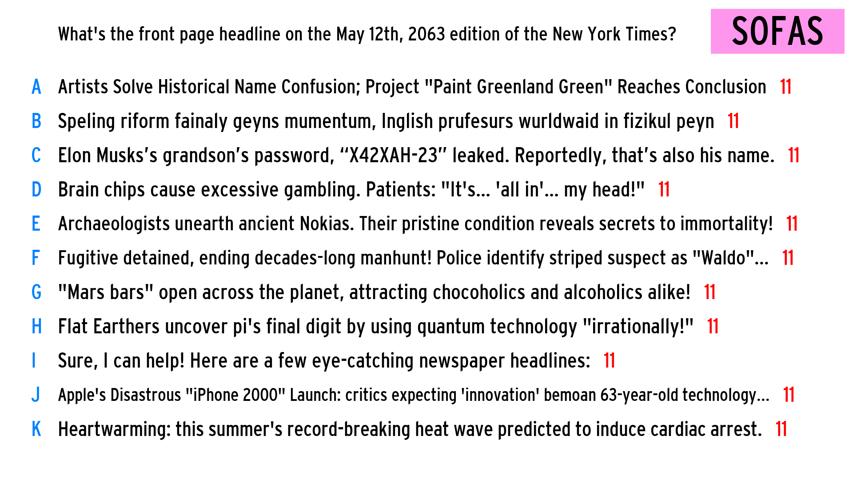 What's the front page headline on the May 12th, 2063 edition of the New York Times?
SOFAS
A Artists Solve Historical Name Confusion; Project "Paint Greenland Green" Reaches Conclusion 11
B Speling riform fainaly geyns mumentum, Inglish prufesurs wurldwaid in fizikul peyn 11
C Elon Musks’s grandson’s password, “X42XAH-23” leaked. Reportedly, that’s also his name. 11
D Brain chips cause excessive gambling. Patients: "It's... 'all in'... my head!" 11
E Archaeologists unearth ancient Nokias. Their pristine condition reveals secrets to immortality! 11
F Fugitive detained, ending decades-long manhunt! Police identify striped suspect as "Waldo"... 11
G "Mars bars" open across the planet, attracting chocoholics and alcoholics alike! 11
H Flat Earthers uncover pi's final digit by using quantum technology "irrationally!" 11
I Sure, I can help! Here are a few eye-catching newspaper headlines: 11
J Apple's Disastrous "iPhone 2000" Launch: critics expecting 'innovation' bemoan 63-year-old technology... 11
K Heartwarming: this summer's record-breaking heat wave predicted to induce cardiac arrest. 11